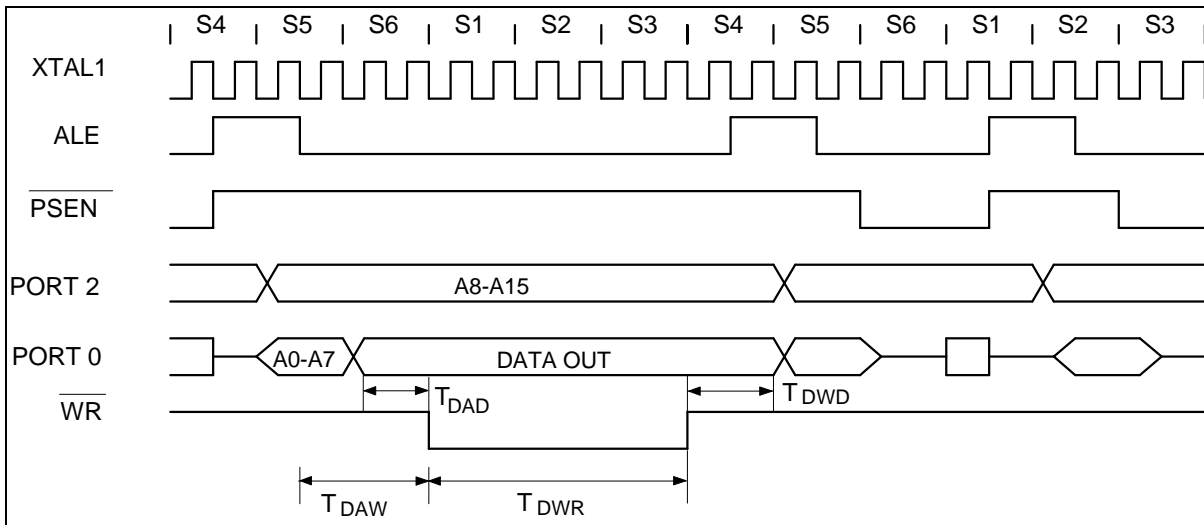 S4 S5 S6 S1 S2 S3 S4 S5 S6 S1 S2 S3
XTAL1
ALE
PSEN
PORT 2 A8-A15
PORT 0 A0-A7 DATA OUT
TDAD TDWD
WR
TDAW TDWR